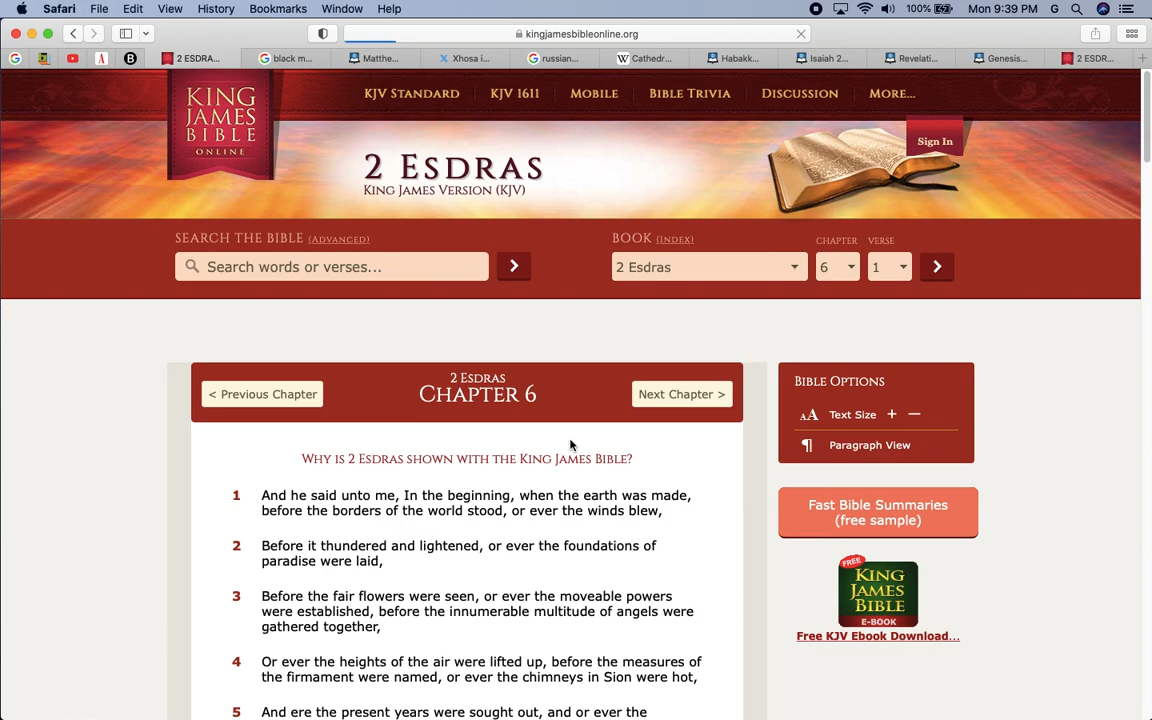 Safari File Edit View History Bookmarks Window Help 100% Mon 9:39 PM G
kingjamesbibleonline.org
2 ESDRA... black m... Matthe... Xhosa i... russian... Cathedr... Habakk... Isaiah 2... Revelati... Genesis... 2 ESDR...
KING JAMES BIBLE ONLINE
KJV STANDARD KJV 1611 MOBILE BIBLE TRIVIA DISCUSSION MORE...
Sign In
2 ESDRAS
KING JAMES VERSION (KJV)
SEARCH THE BIBLE (ADVANCED) BOOK (INDEX) CHAPTER VERSE
Search words or verses... > 2 Esdras 6 1 >
2 ESDRAS
< Previous Chapter CHAPTER 6 Next Chapter >
BIBLE OPTIONS
AA Text Size + −
¶ Paragraph View
WHY IS 2 ESDRAS SHOWN WITH THE KING JAMES BIBLE?
1 And he said unto me, In the beginning, when the earth was made,
before the borders of the world stood, or ever the winds blew,
2 Before it thundered and lightened, or ever the foundations of
paradise were laid,
3 Before the fair flowers were seen, or ever the moveable powers
were established, before the innumerable multitude of angels were
gathered together,
4 Or ever the heights of the air were lifted up, before the measures of
the firmament were named, or ever the chimneys in Sion were hot,
5 And ere the present years were sought out, and or ever the
Fast Bible Summaries
(free sample)
FREE
KING
JAMES
BIBLE
E-BOOK
Free KJV Ebook Download...